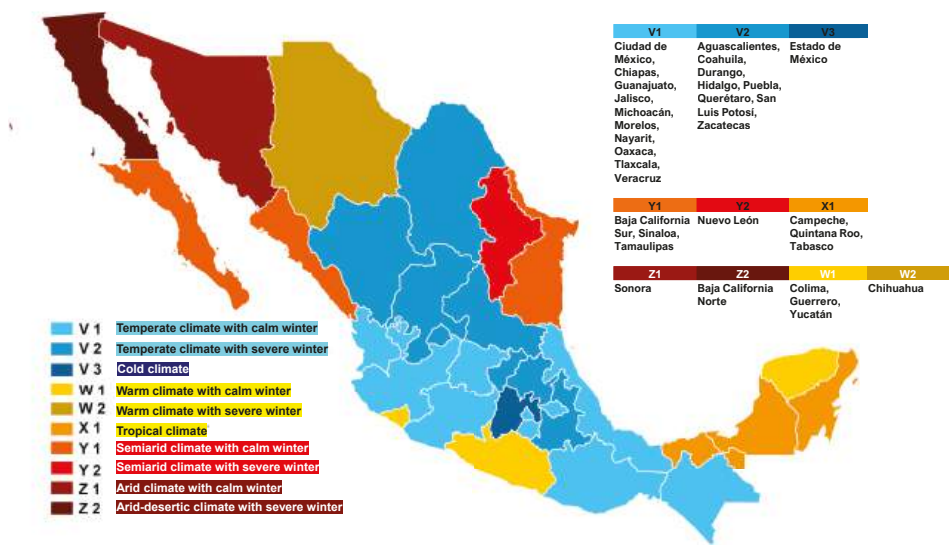 V1 V2 V3
Ciudad de México, Chiapas, Guanajuato, Jalisco, Michoacán, Morelos, Nayarit, Oaxaca, Tlaxcala, Veracruz
Aguascalientes, Coahuila, Durango, Hidalgo, Puebla, Querétaro, San Luis Potosí, Zacatecas
Estado de México
Y1 Y2 X1
Baja California Sur, Sinaloa, Tamaulipas
Nuevo León
Campeche, Quintana Roo, Tabasco
Z1 Z2 W1 W2
Sonora
Baja California Norte
Colima, Guerrero, Yucatán
Chihuahua
V 1 Temperate climate with calm winter
V 2 Temperate climate with severe winter
V 3 Cold climate
W 1 Warm climate with calm winter
W 2 Warm climate with severe winter
X 1 Tropical climate
Y 1 Semiarid climate with calm winter
Y 2 Semiarid climate with severe winter
Z 1 Arid climate with calm winter
Z 2 Arid-desertic climate with severe winter